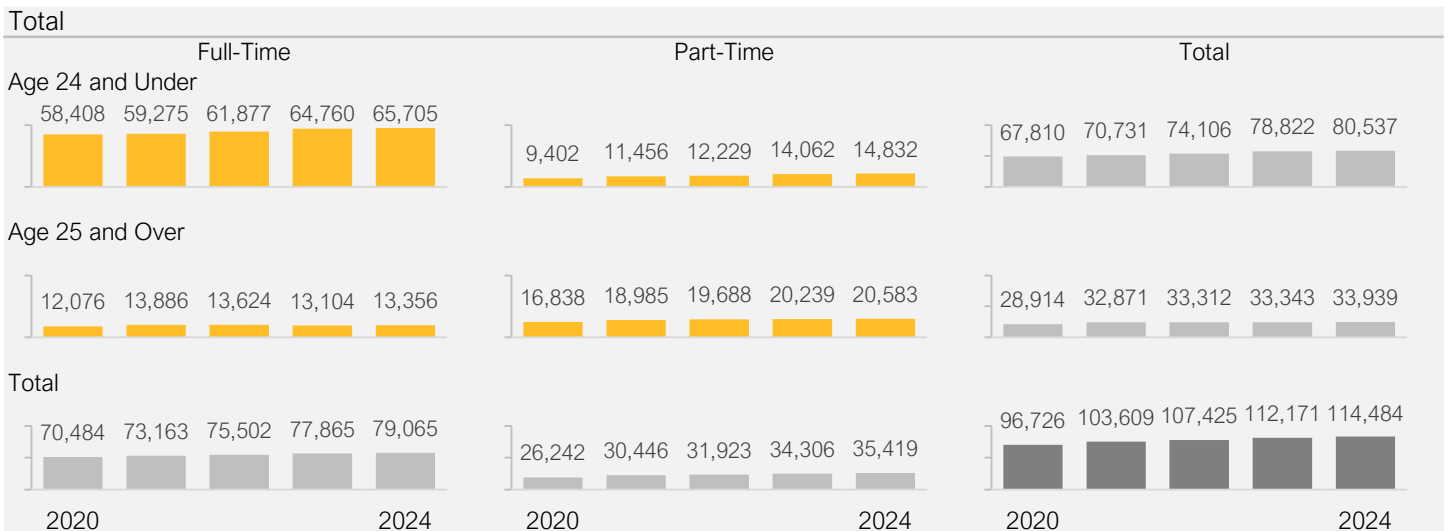 Total
Full-Time Part-Time Total
Age 24 and Under
58,408 59,275 61,877 64,760 65,705
9,402 11,456 12,229 14,062 14,832
67,810 70,731 74,106 78,822 80,537
Age 25 and Over
12,076 13,886 13,624 13,104 13,356
16,838 18,985 19,688 20,239 20,583
28,914 32,871 33,312 33,343 33,939
Total
70,484 73,163 75,502 77,865 79,065
26,242 30,446 31,923 34,306 35,419
96,726 103,609 107,425 112,171 114,484
2020 2024 2020 2024 2020 2024